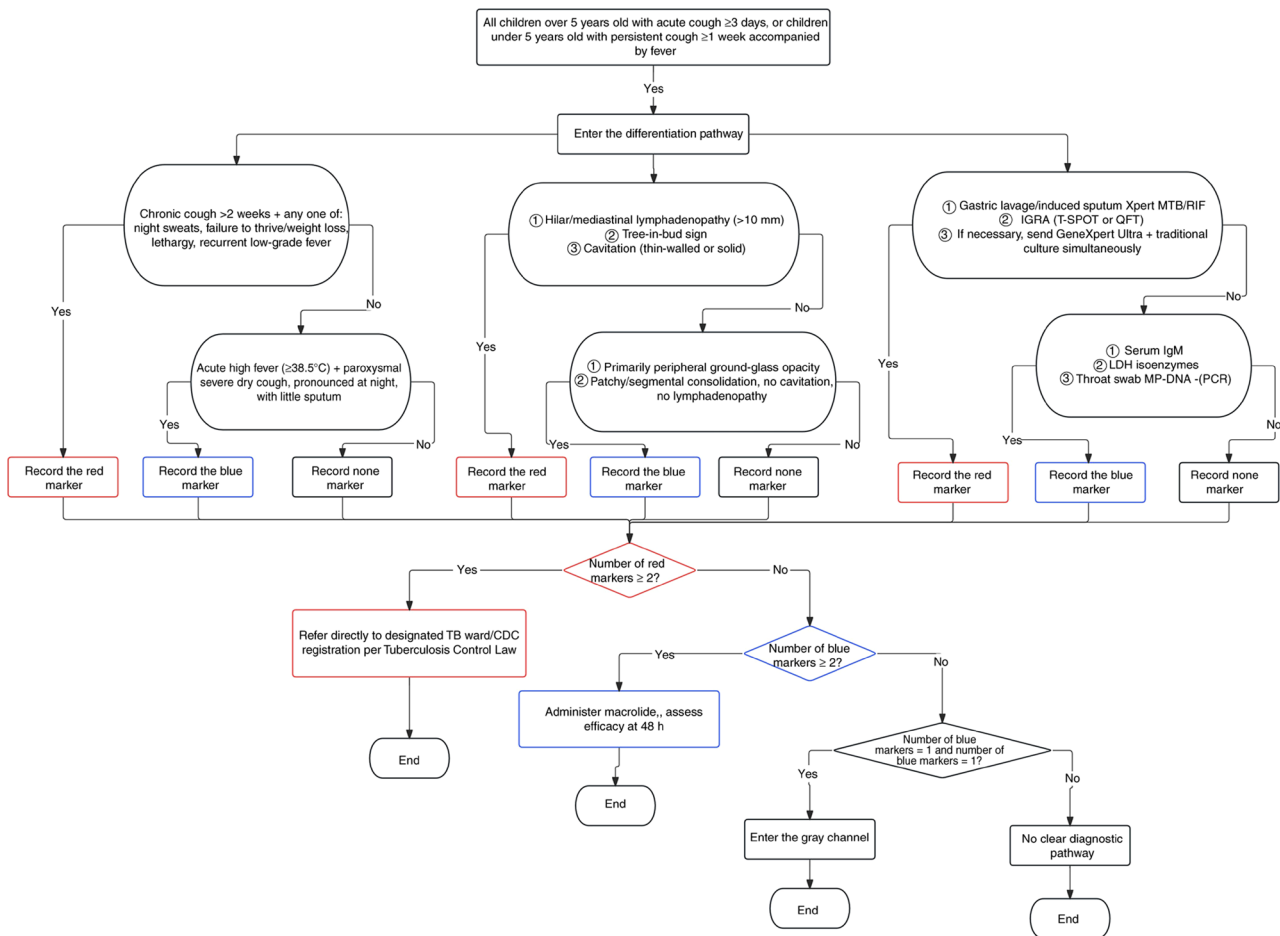 All children over 5 years old with acute cough ≥3 days, or children
under 5 years old with persistent cough ≥1 week accompanied
by fever
Yes
Enter the differentiation pathway
Chronic cough >2 weeks + any one of:
night sweats, failure to thrive/weight loss,
lethargy, recurrent low-grade fever
① Hilar/mediastinal lymphadenopathy (>10 mm)
② Tree-in-bud sign
③ Cavitation (thin-walled or solid)
① Gastric lavage/induced sputum Xpert MTB/RIF
② IGRA (T-SPOT or QFT)
③ If necessary, send GeneXpert Ultra + traditional
culture simultaneously
Yes
No
Yes
No
Yes
No
Acute high fever (≥38.5°C) + paroxysmal
severe dry cough, pronounced at night,
with little sputum
① Primarily peripheral ground-glass opacity
② Patchy/segmental consolidation, no cavitation,
no lymphadenopathy
① Serum IgM
② LDH isoenzymes
③ Throat swab MP-DNA -(PCR)
Yes
No
Yes
No
Yes
No
Record the red
marker
Record the blue
marker
Record none
marker
Record the red
marker
Record the blue
marker
Record none
marker
Record the red
marker
Record the blue
marker
Record none
marker
Number of red
markers ≥ 2?
Yes
No
Refer directly to designated TB ward/CDC
registration per Tuberculosis Control Law
Number of blue
markers ≥ 2?
Yes
No
Administer macrolide,, assess
efficacy at 48 h
End
Number of blue
markers = 1 and number of
blue markers = 1?
Yes
No
End
Enter the gray channel
No clear diagnostic
pathway
End
End